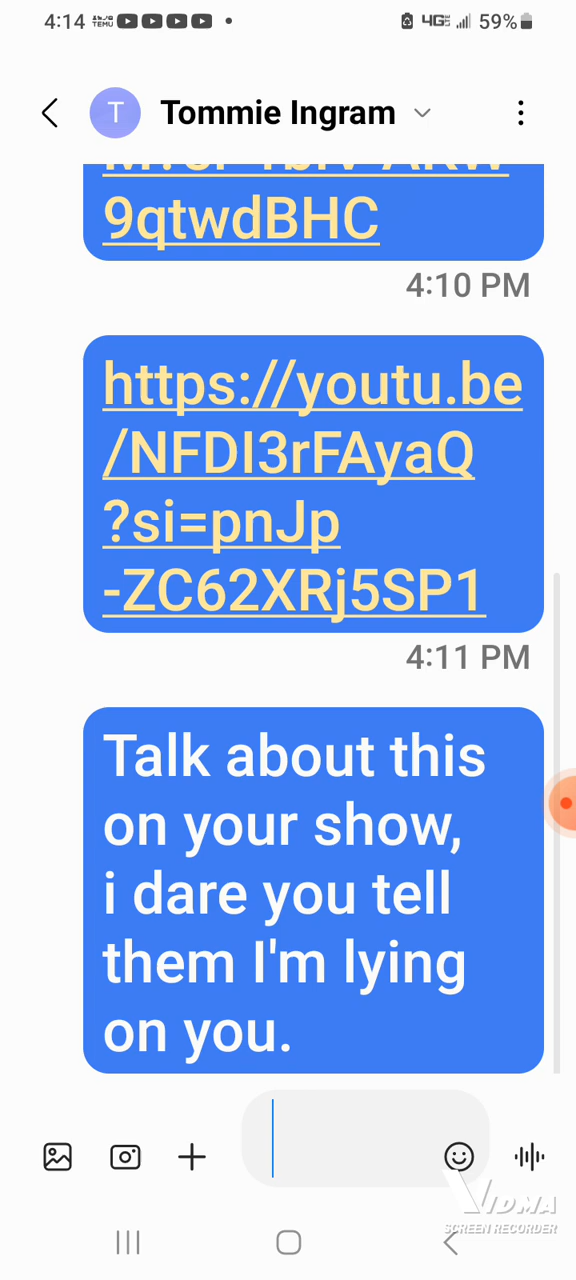 4:14 TEMU 4G 59%
T Tommie Ingram
9qtwdBHC
4:10 PM
https://youtu.be
/NFDI3rFAyaQ
?si=pnJp
-ZC62XRj5SP1
4:11 PM
Talk about this
on your show,
i dare you tell
them I'm lying
on you.
VIDMA
SCREEN RECORDER